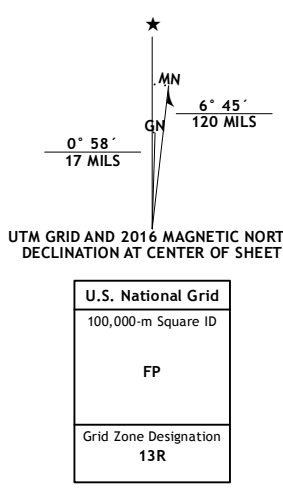 ★
MN
GN
6° 45´
120 MILS
0° 58´
17 MILS
UTM GRID AND 2016 MAGNETIC NORT
DECLINATION AT CENTER OF SHEET
U.S. National Grid
100,000-m Square ID
FP
Grid Zone Designation
13R